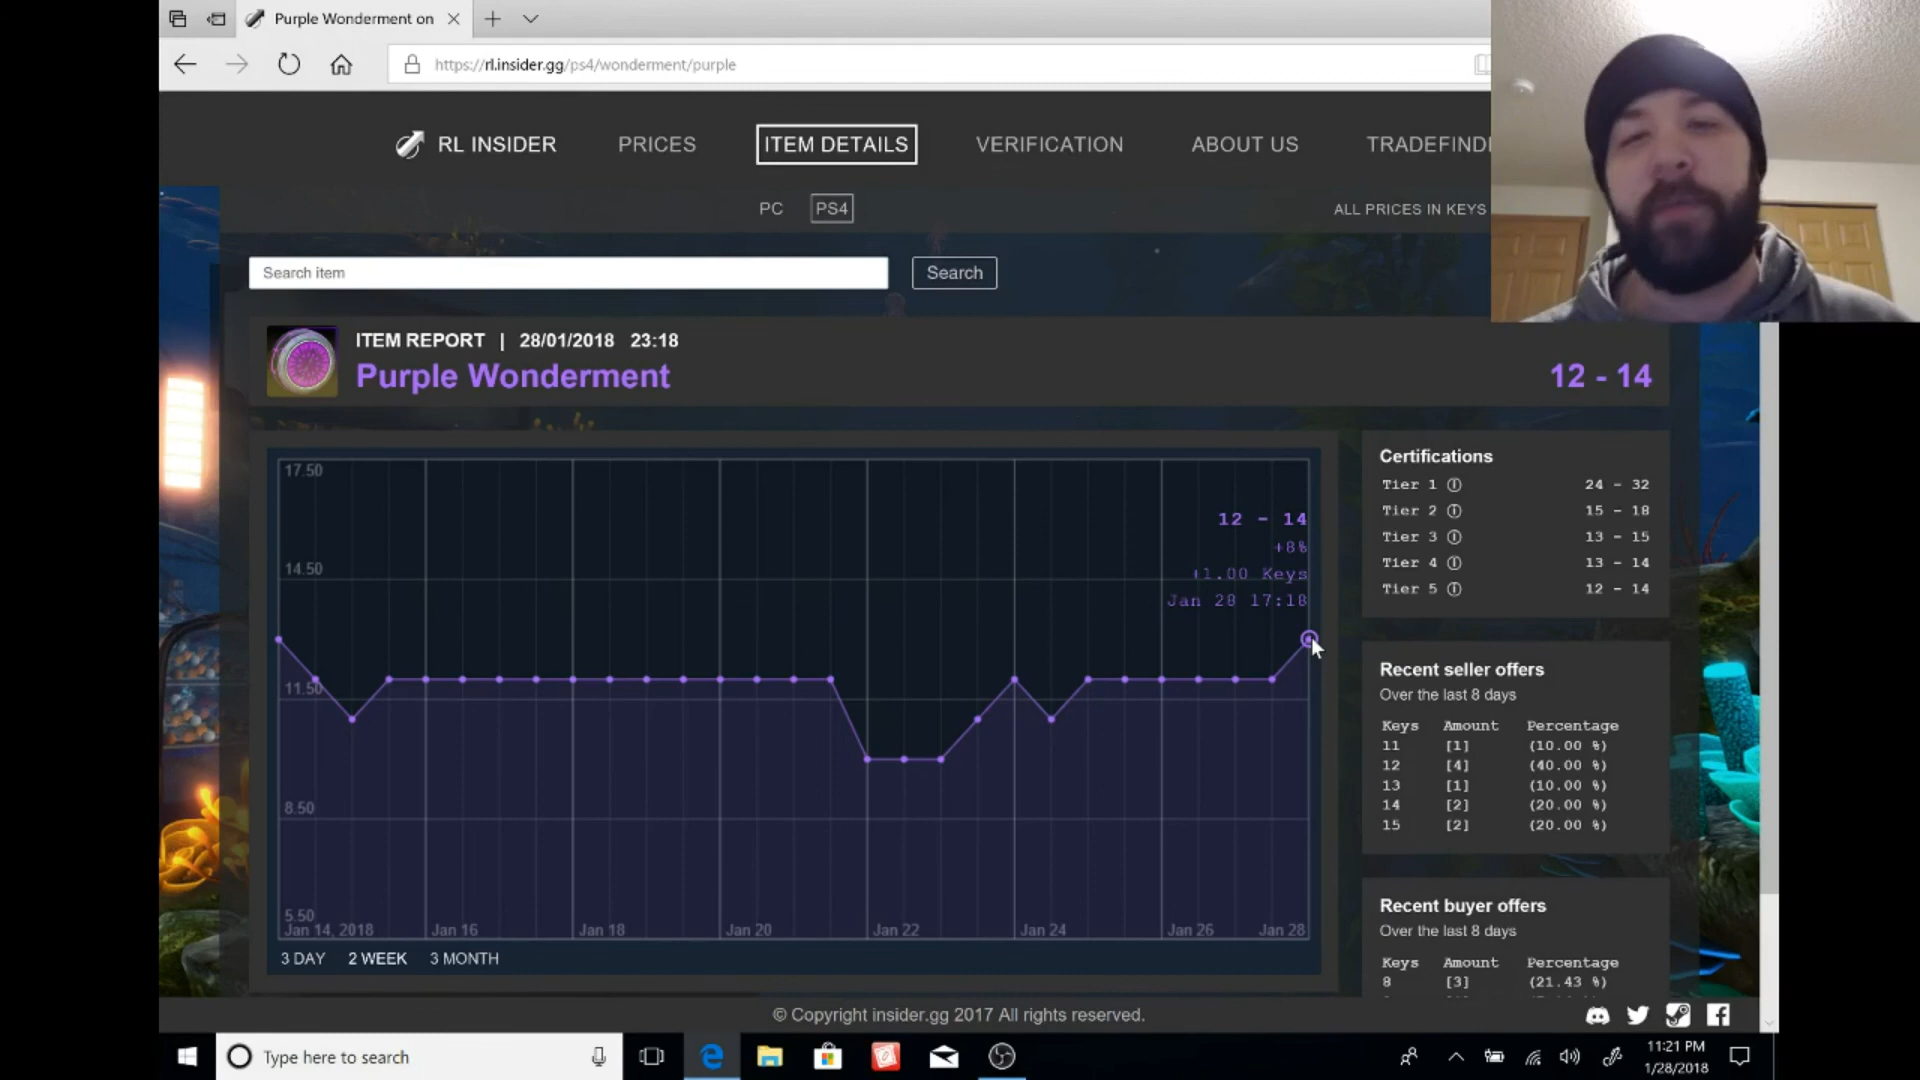 Purple Wonderment on
https://rl.insider.gg/ps4/wonderment/purple
RL INSIDER PRICES ITEM DETAILS VERIFICATION ABOUT US TRADEFIND
PC PS4 ALL PRICES IN KEYS
Search item Search
ITEM REPORT | 28/01/2018 23:18
Purple Wonderment 12 - 14
17.50
14.50
11.50
8.50
5.50
12 - 14
+8%
+1.00 Keys
Jan 28 17:18
Jan 14, 2018 Jan 16 Jan 18 Jan 20 Jan 22 Jan 24 Jan 26 Jan 28
3 DAY 2 WEEK 3 MONTH
Certifications
Tier 1 24 - 32
Tier 2 15 - 18
Tier 3 13 - 15
Tier 4 13 - 14
Tier 5 12 - 14
Recent seller offers
Over the last 8 days
Keys Amount Percentage
11 [1] (10.00 %)
12 [4] (40.00 %)
13 [1] (10.00 %)
14 [2] (20.00 %)
15 [2] (20.00 %)
Recent buyer offers
Over the last 8 days
Keys Amount Percentage
8 [3] (21.43 %)
© Copyright insider.gg 2017 All rights reserved.
Type here to search
11:21 PM
1/28/2018